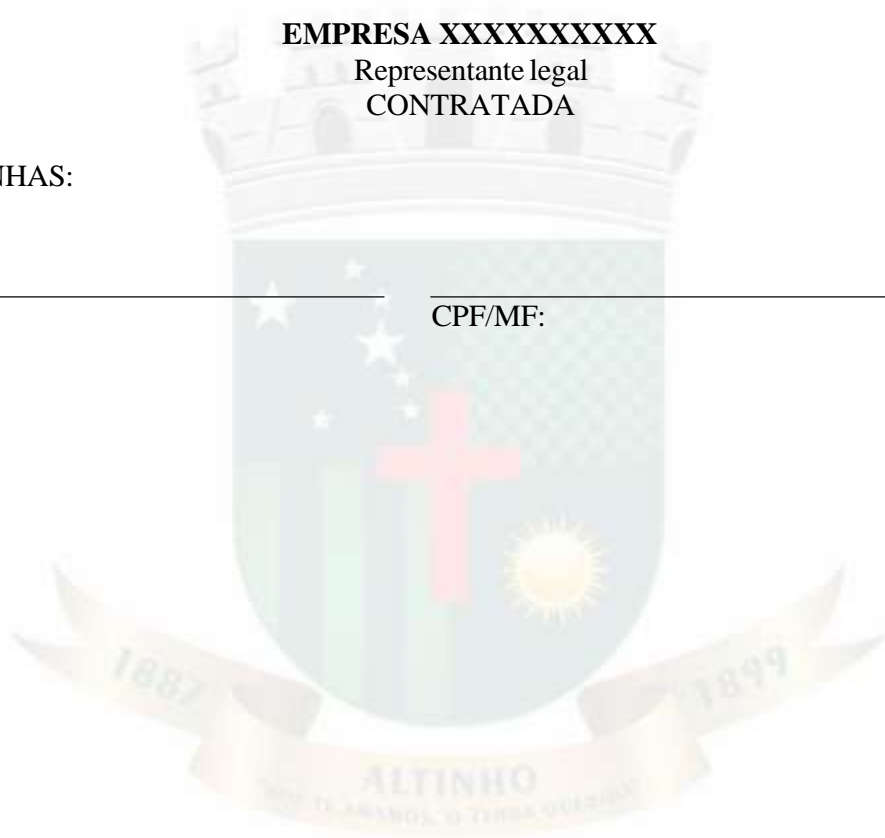 EMPRESA XXXXXXXXXX
Representante legal
CONTRATADA
NHAS:
CPF/MF:
1887
1899
ALTINHO